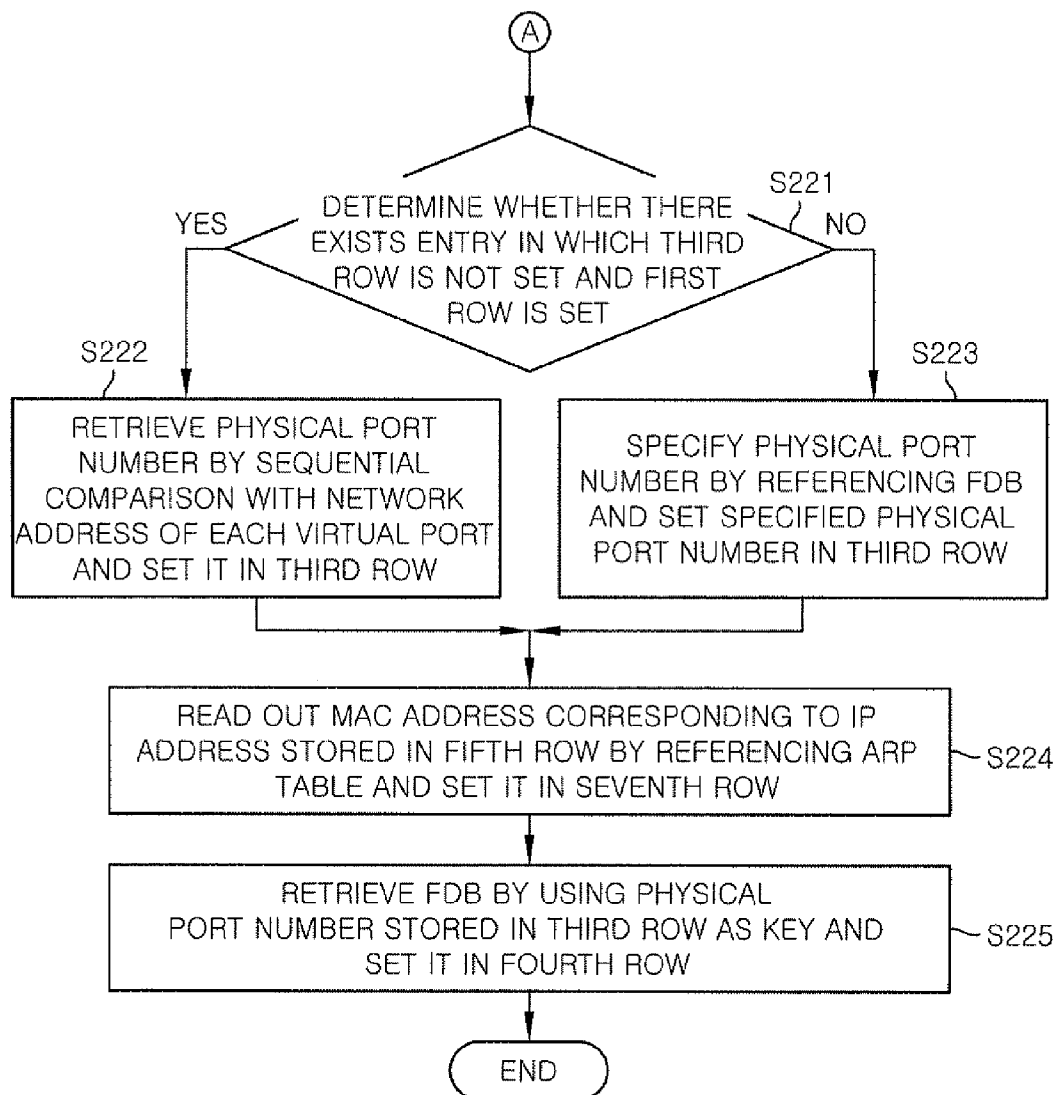 A
DETERMINE WHETHER THERE
EXISTS ENTRY IN WHICH THIRD
ROW IS NOT SET AND FIRST
ROW IS SET
S221
YES
NO
S222
RETRIEVE PHYSICAL PORT
NUMBER BY SEQUENTIAL
COMPARISON WITH NETWORK
ADDRESS OF EACH VIRTUAL PORT
AND SET IT IN THIRD ROW
S223
SPECIFY PHYSICAL PORT
NUMBER BY REFERENCING FDB
AND SET SPECIFIED PHYSICAL
PORT NUMBER IN THIRD ROW
READ OUT MAC ADDRESS CORRESPONDING TO IP
ADDRESS STORED IN FIFTH ROW BY REFERENCING ARP
TABLE AND SET IT IN SEVENTH ROW
S224
RETRIEVE FDB BY USING PHYSICAL
PORT NUMBER STORED IN THIRD ROW AS KEY AND
SET IT IN FOURTH ROW
S225
END